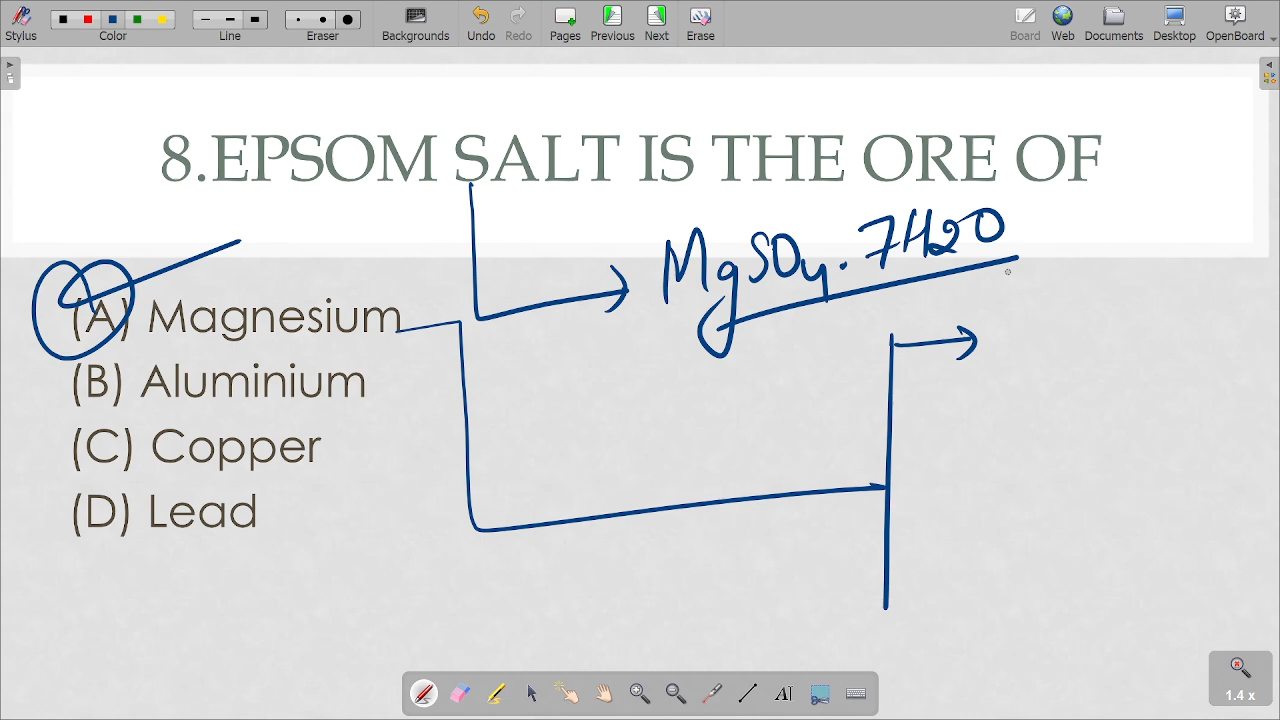 Stylus Color Line Eraser Backgrounds Undo Redo Pages Previous Next Erase Board Web Documents Desktop OpenBoard
8.EPSOM SALT IS THE ORE OF
MgSO4.7H2O
(A) Magnesium
(B) Aluminium
(C) Copper
(D) Lead
1.4 x